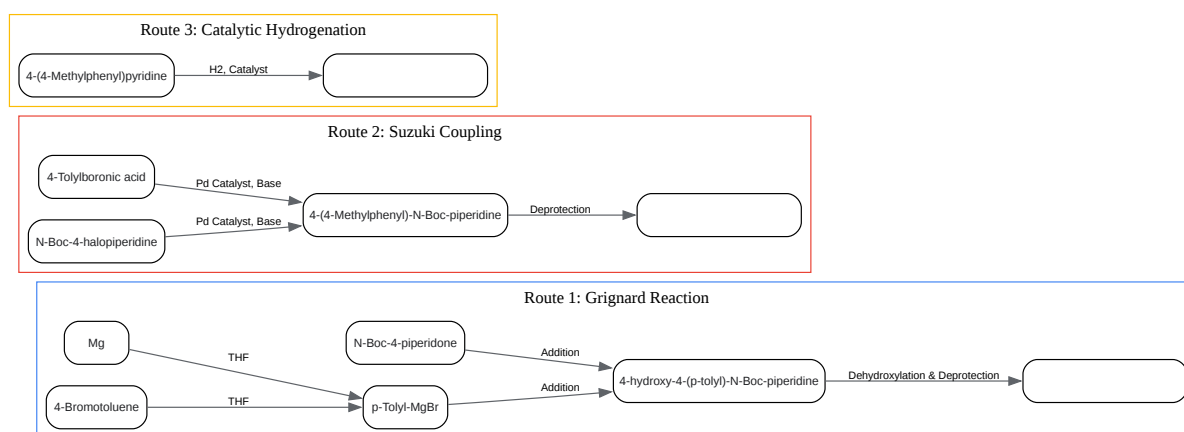 Route 3: Catalytic Hydrogenation
4-(4-Methylphenyl)pyridine
H2, Catalyst
Route 2: Suzuki Coupling
4-Tolylboronic acid
Pd Catalyst, Base
N-Boc-4-halopiperidine
Pd Catalyst, Base
4-(4-Methylphenyl)-N-Boc-piperidine
Deprotection
Route 1: Grignard Reaction
Mg
THF
4-Bromotoluene
THF
N-Boc-4-piperidone
Addition
p-Tolyl-MgBr
Addition
4-hydroxy-4-(p-tolyl)-N-Boc-piperidine
Dehydroxylation & Deprotection